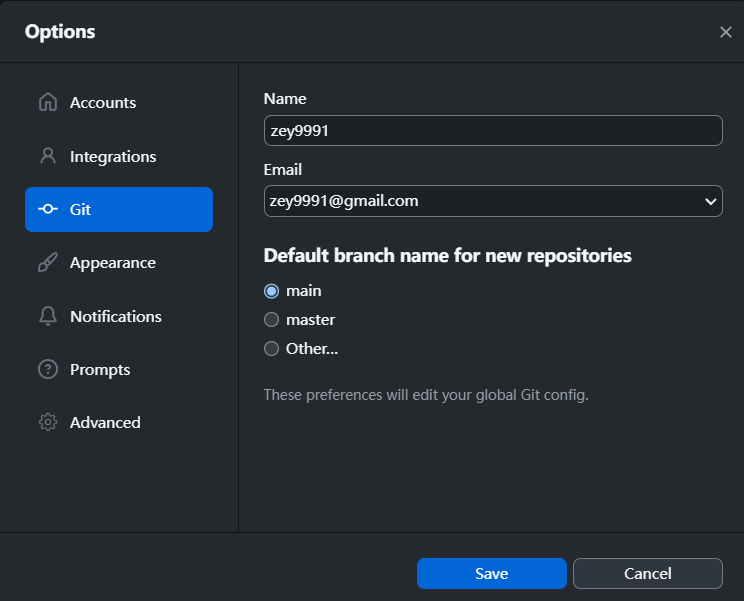 Options
Accounts
Integrations
Git
Appearance
Notifications
Prompts
Advanced
Name
zey9991
Email
zey9991@gmail.com
Default branch name for new repositories
main
master
Other...
These preferences will edit your global Git config.
Save
Cancel